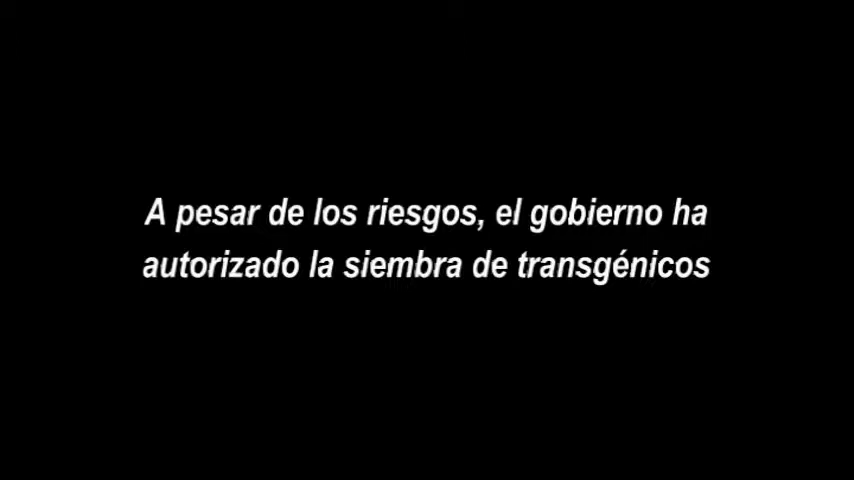 A pesar de los riesgos, el gobierno ha
autorizado la siembra de transgénicos